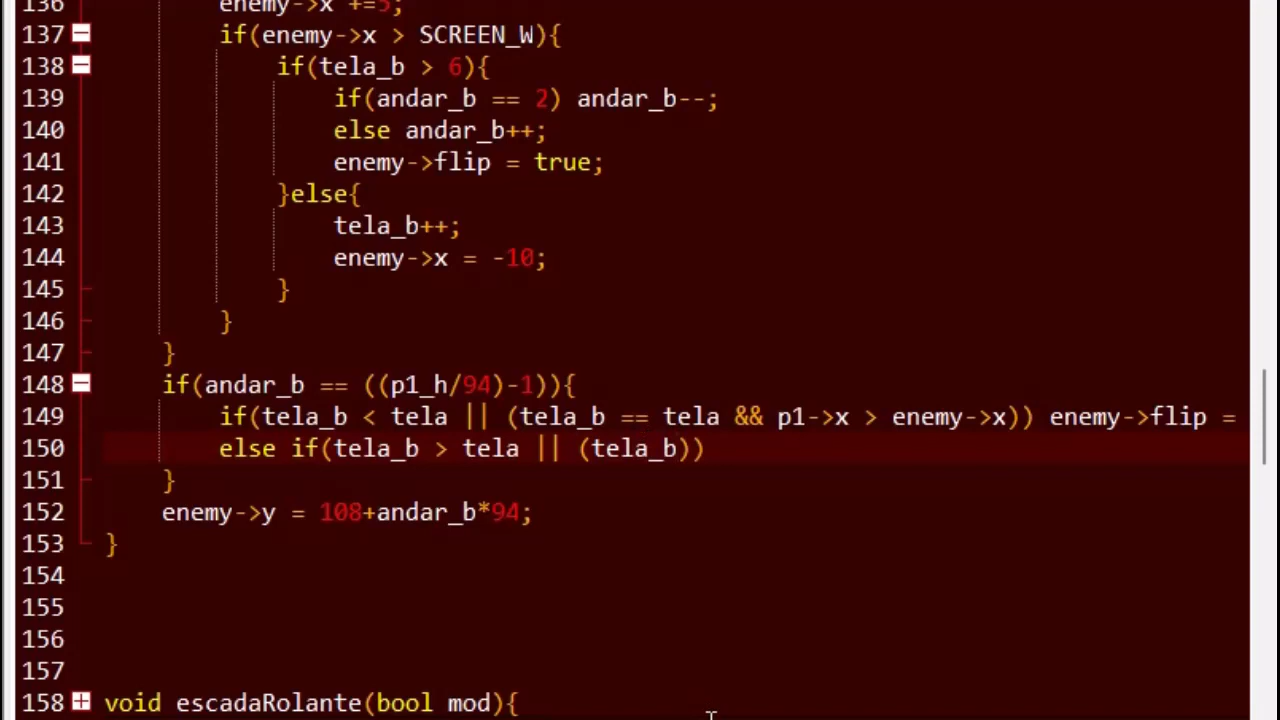 136 enemy->x +=5;
137 if(enemy->x > SCREEN_W){
138 if(tela_b > 6){
139 if(andar_b == 2) andar_b--;
140 else andar_b++;
141 enemy->flip = true;
142 }else{
143 tela_b++;
144 enemy->x = -10;
145 }
146 }
147 }
148 if(andar_b == ((p1_h/94)-1)){
149 if(tela_b < tela || (tela_b == tela && p1->x > enemy->x)) enemy->flip =
150 else if(tela_b > tela || (tela_b))
151 }
152 enemy->y = 108+andar_b*94;
153 }
154
155
156
157
158 void escadaRolante(bool mod){